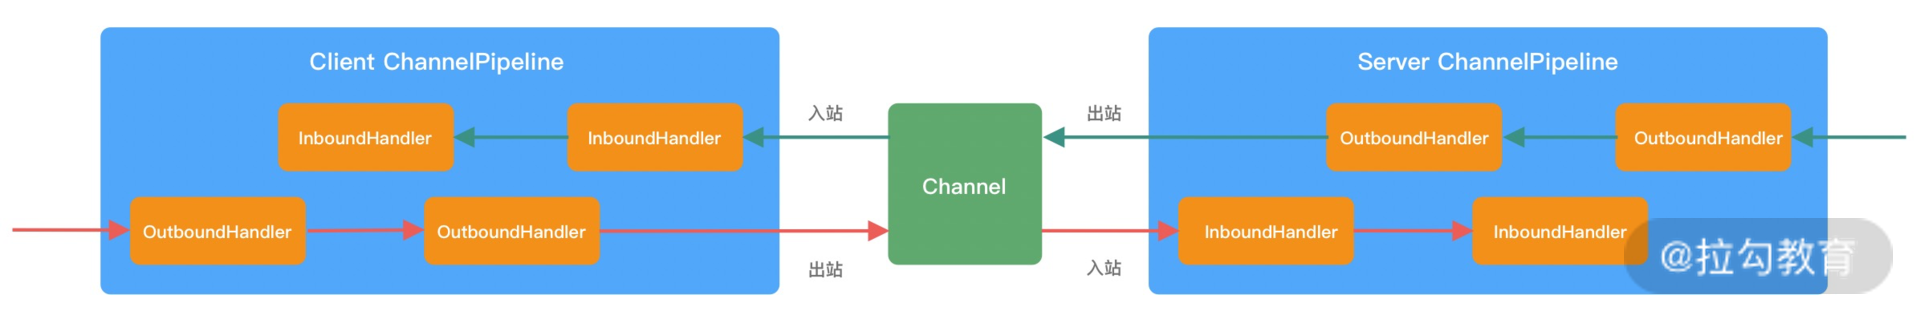 Client ChannelPipeline
Server ChannelPipeline
入站
出站
InboundHandler
InboundHandler
OutboundHandler
OutboundHandler
Channel
OutboundHandler
OutboundHandler
InboundHandler
InboundHandler
出站
入站
@拉勾教育